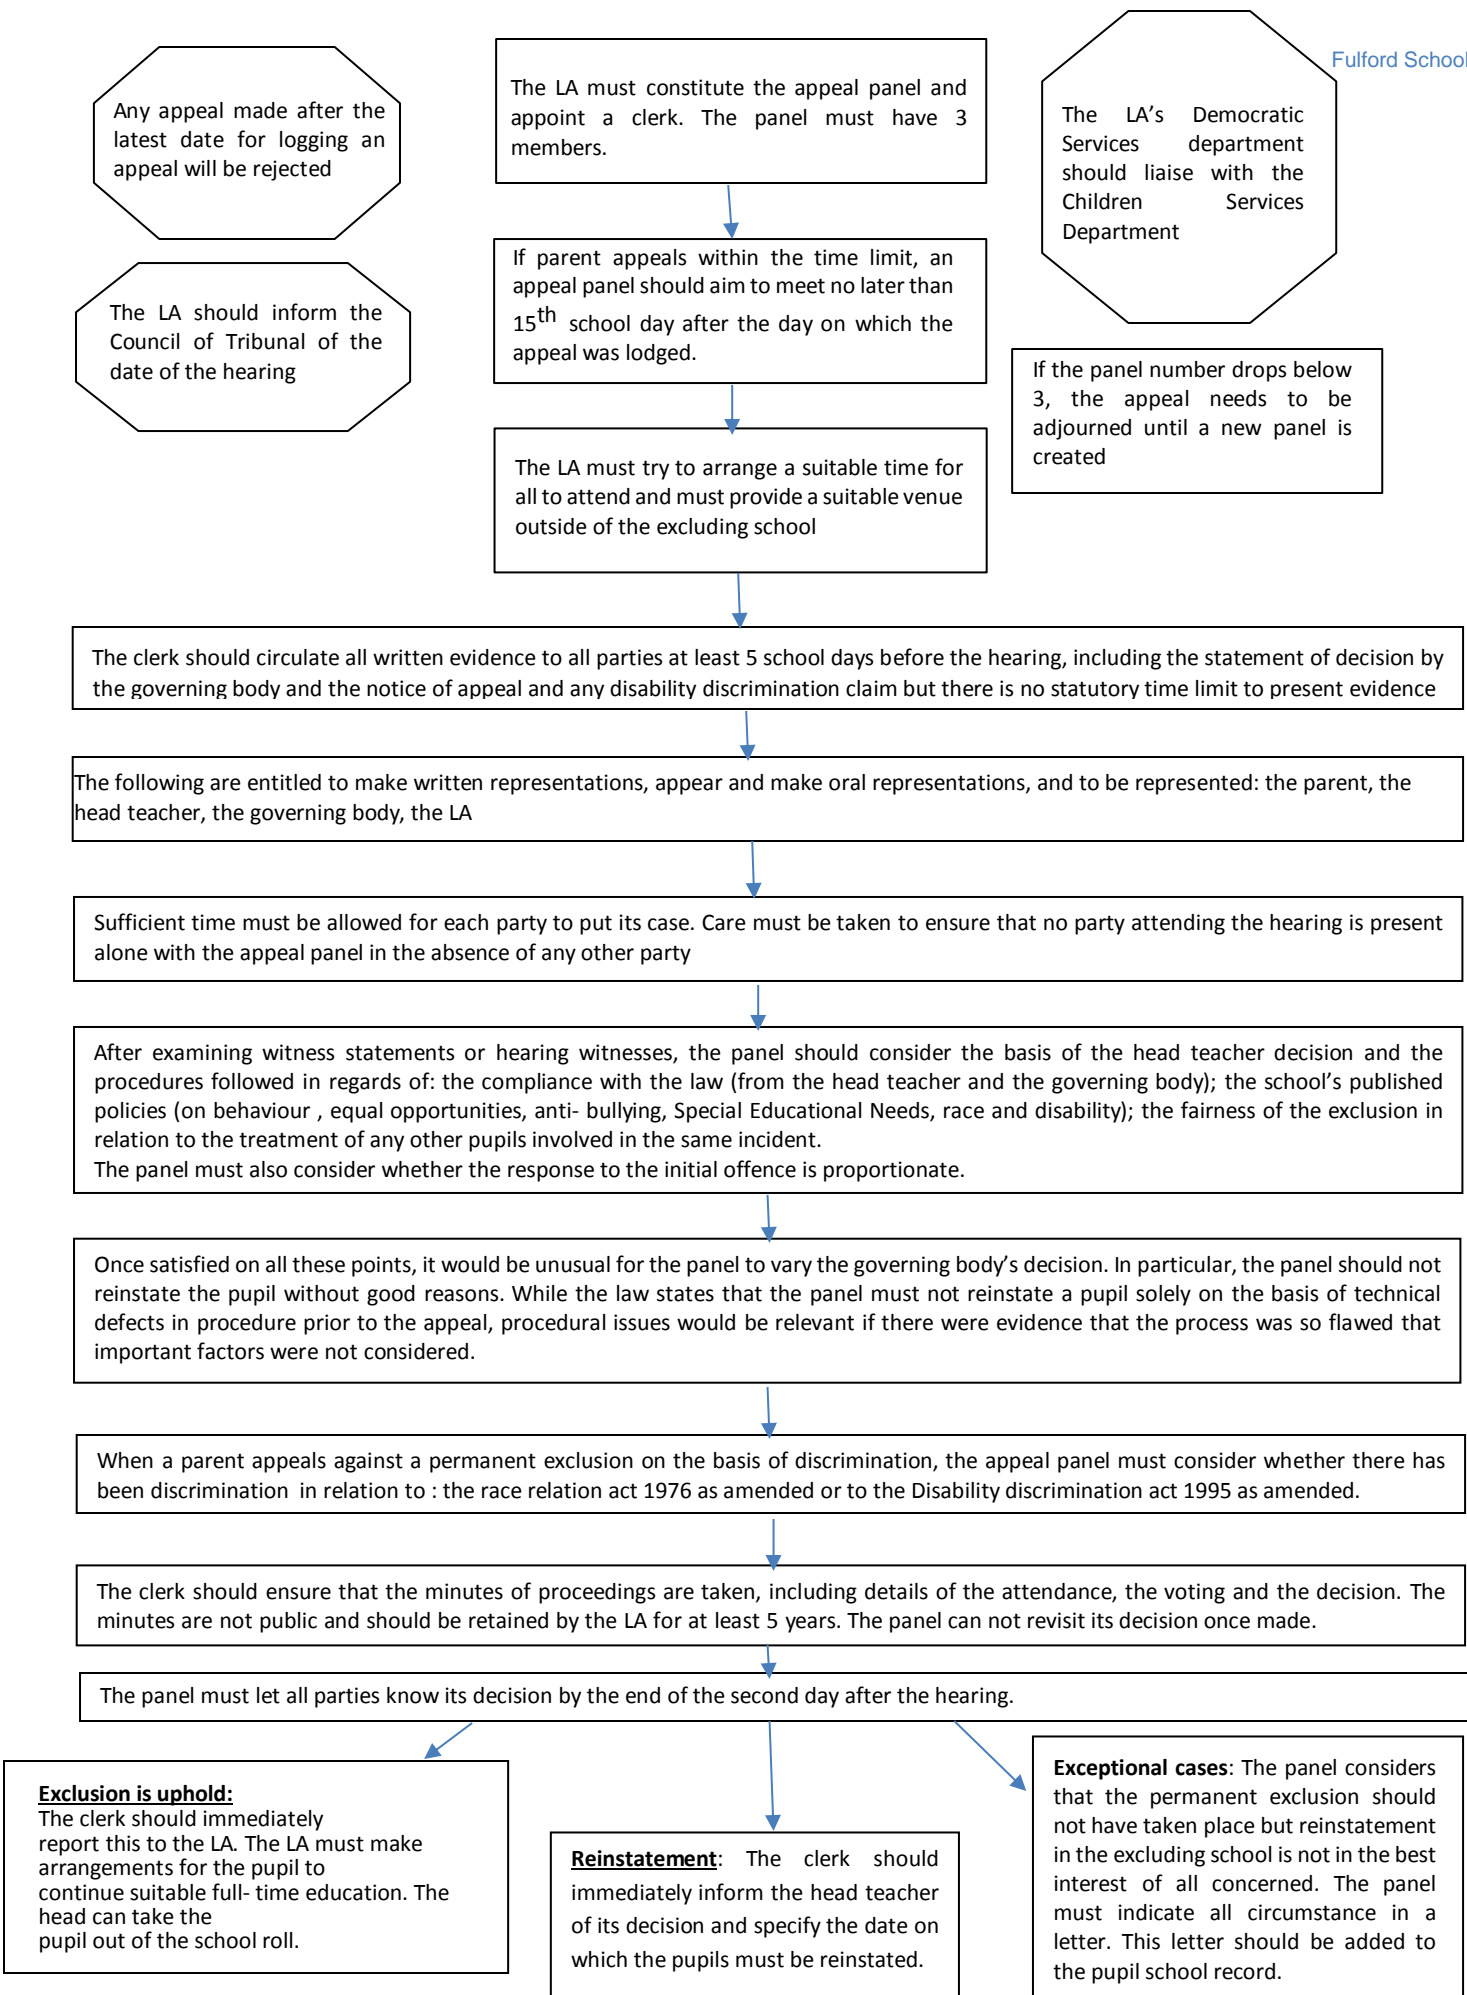 Fulford School
Any appeal made after the
latest date for logging an
appeal will be rejected
The LA must constitute the appeal panel and
appoint a clerk. The panel must have 3
members.
The LA's Democratic
Services department
should liaise with the
Children Services
Department
The LA should inform the
Council of Tribunal of the
date of the hearing
If parent appeals within the time limit, an
appeal panel should aim to meet no later than
15th school day after the day on which the
appeal was lodged.
If the panel number drops below
3, the appeal needs to be
adjourned until a new panel is
created
The LA must try to arrange a suitable time for
all to attend and must provide a suitable venue
outside of the excluding school
The clerk should circulate all written evidence to all parties at least 5 school days before the hearing, including the statement of decision by
the governing body and the notice of appeal and any disability discrimination claim but there is no statutory time limit to present evidence
The following are entitled to make written representations, appear and make oral representations, and to be represented: the parent, the
head teacher, the governing body, the LA
Sufficient time must be allowed for each party to put its case. Care must be taken to ensure that no party attending the hearing is present
alone with the appeal panel in the absence of any other party
After examining witness statements or hearing witnesses, the panel should consider the basis of the head teacher decision and the
procedures followed in regards of: the compliance with the law (from the head teacher and the governing body); the school's published
policies (on behaviour , equal opportunities, anti- bullying, Special Educational Needs, race and disability); the fairness of the exclusion in
relation to the treatment of any other pupils involved in the same incident.
The panel must also consider whether the response to the initial offence is proportionate.
Once satisfied on all these points, it would be unusual for the panel to vary the governing body's decision. In particular, the panel should not
reinstate the pupil without good reasons. While the law states that the panel must not reinstate a pupil solely on the basis of technical
defects in procedure prior to the appeal, procedural issues would be relevant if there were evidence that the process was so flawed that
important factors were not considered.
When a parent appeals against a permanent exclusion on the basis of discrimination, the appeal panel must consider whether there has
been discrimination in relation to : the race relation act 1976 as amended or to the Disability discrimination act 1995 as amended.
The clerk should ensure that the minutes of proceedings are taken, including details of the attendance, the voting and the decision. The
minutes are not public and should be retained by the LA for at least 5 years. The panel can not revisit its decision once made.
The panel must let all parties know its decision by the end of the second day after the hearing.
Exclusion is uphold:
The clerk should immediately
report this to the LA. The LA must make
arrangements for the pupil to
continue suitable full- time education. The
head can take the
pupil out of the school roll.
Reinstatement: The clerk should
immediately inform the head teacher
of its decision and specify the date on
which the pupils must be reinstated.
Exceptional cases: The panel considers
that the permanent exclusion should
not have taken place but reinstatement
in the excluding school is not in the best
interest of all concerned. The panel
must indicate all circumstance in a
letter. This letter should be added to
the pupil school record.